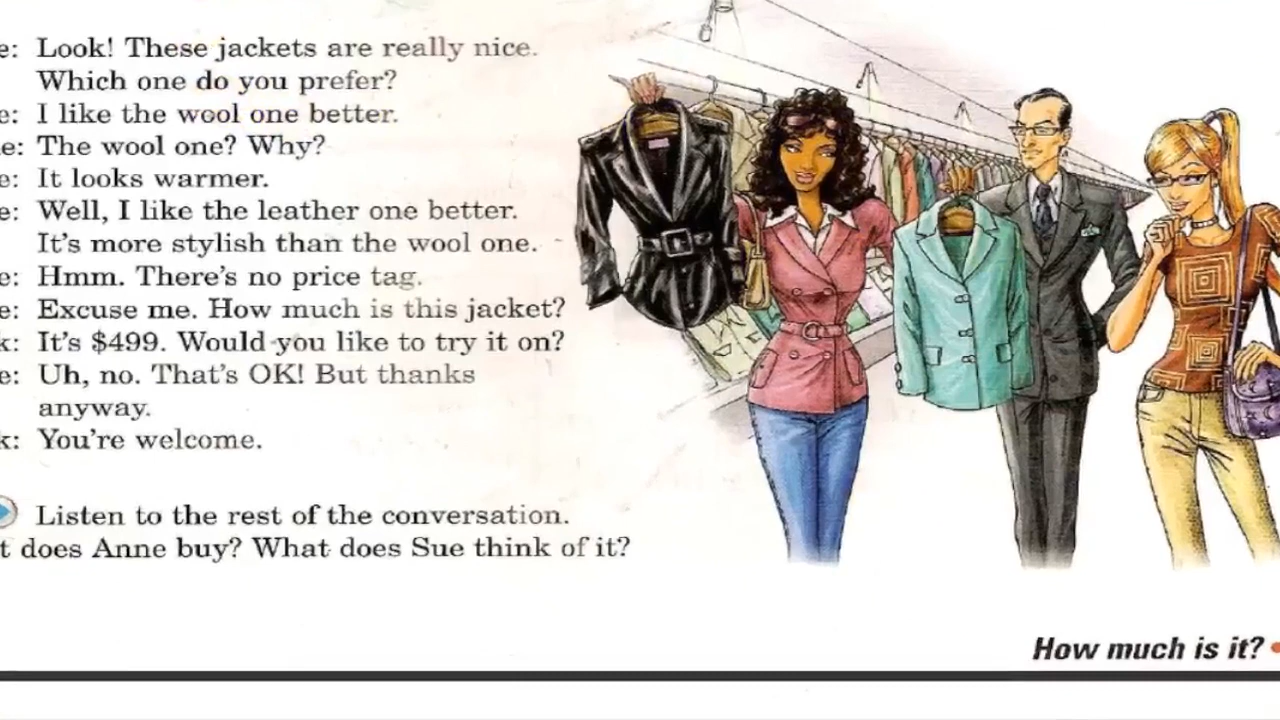 e: Look! These jackets are really nice.
Which one do you prefer?
e: I like the wool one better.
e: The wool one? Why?
e: It looks warmer.
e: Well, I like the leather one better.
It's more stylish than the wool one.
e: Hmm. There's no price tag.
e: Excuse me. How much is this jacket?
k: It's $499. Would you like to try it on?
e: Uh, no. That's OK! But thanks
anyway.
k: You're welcome.
Listen to the rest of the conversation.
t does Anne buy? What does Sue think of it?
How much is it?